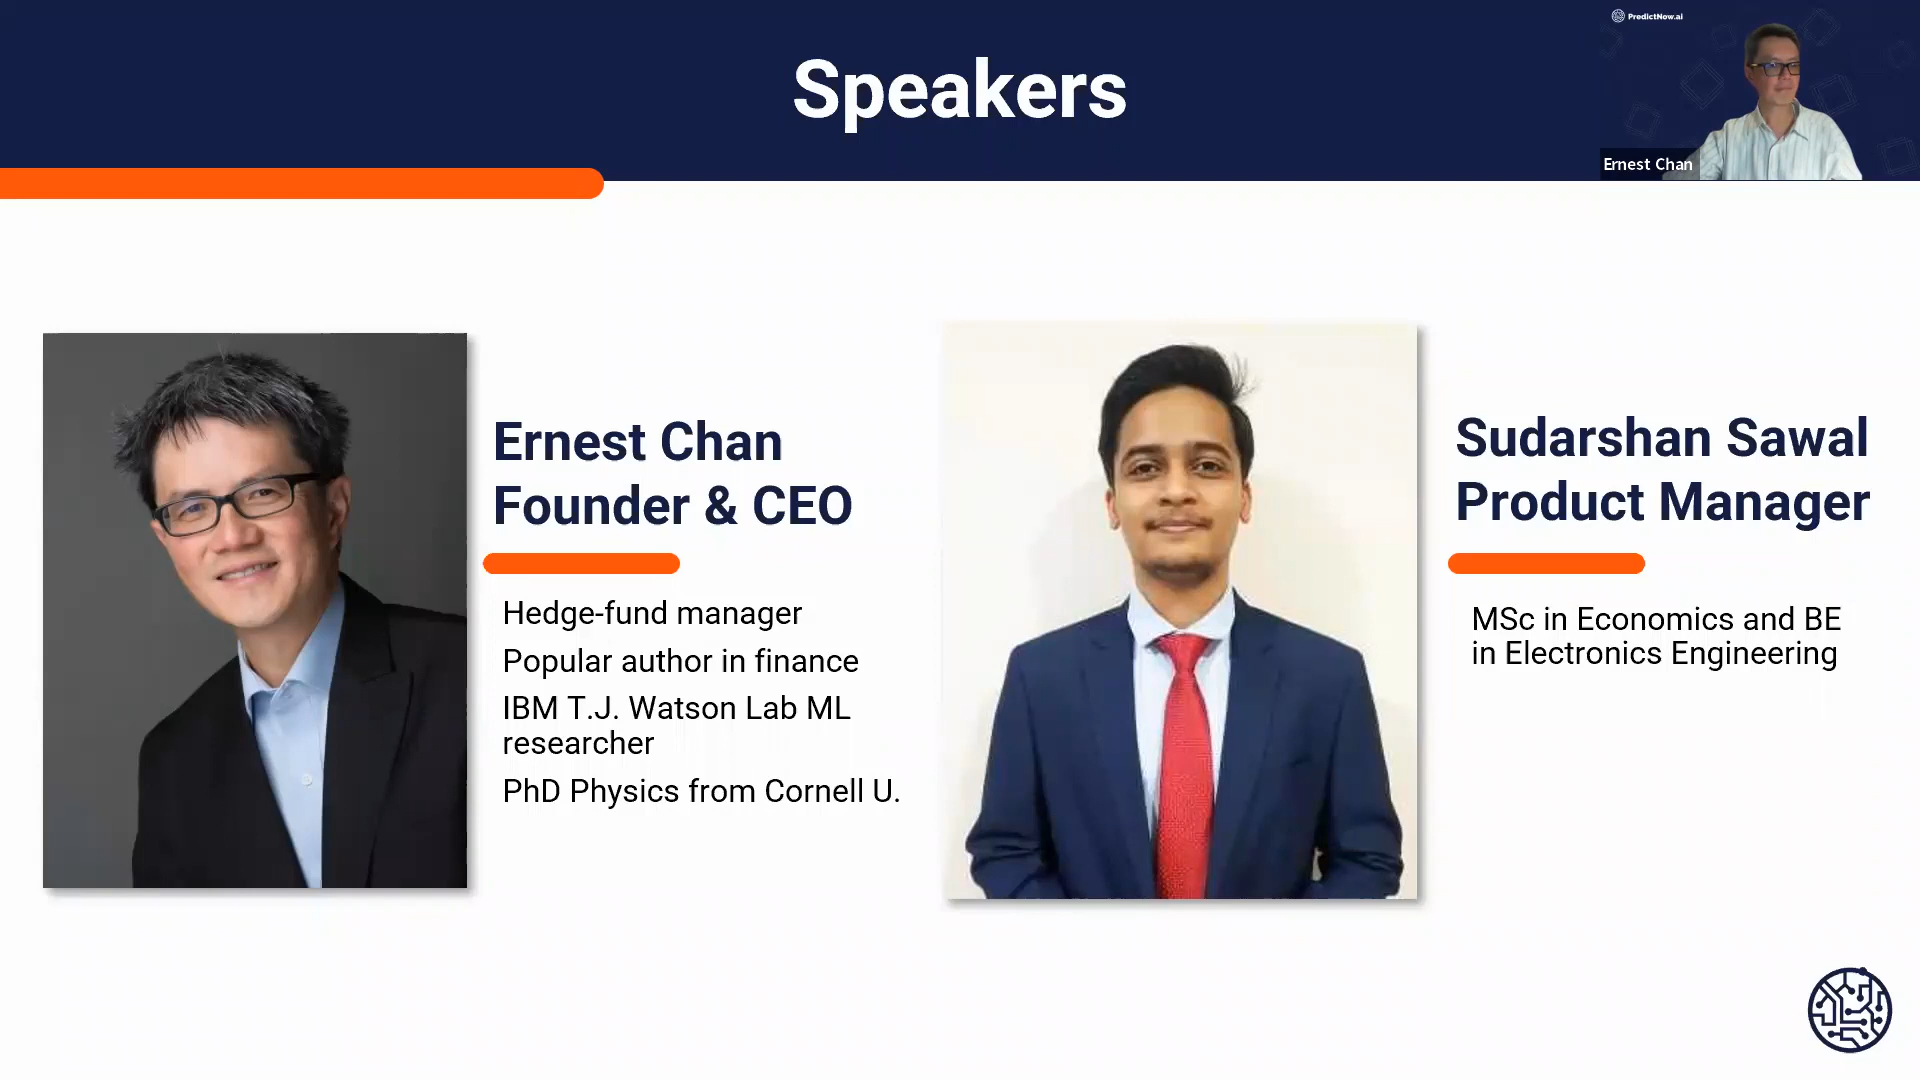 Speakers
PredictNow.ai
Ernest Chan
Ernest Chan
Founder & CEO
Hedge-fund manager
Popular author in finance
IBM T.J. Watson Lab ML
researcher
PhD Physics from Cornell U.
Sudarshan Sawal
Product Manager
MSc in Economics and BE
in Electronics Engineering